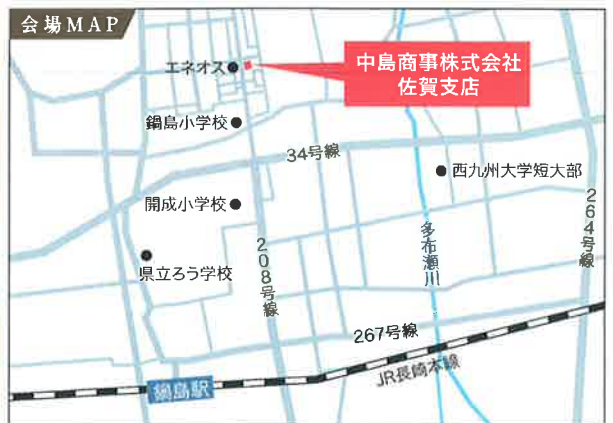 会場MAP
エネオス
中島商事株式会社
佐賀支店
鍋島小学校
34号線
西九州大学短大部
開成小学校
264号線
多布瀬川
208号線
県立ろう学校
267号線
JR長崎本線
鍋島駅